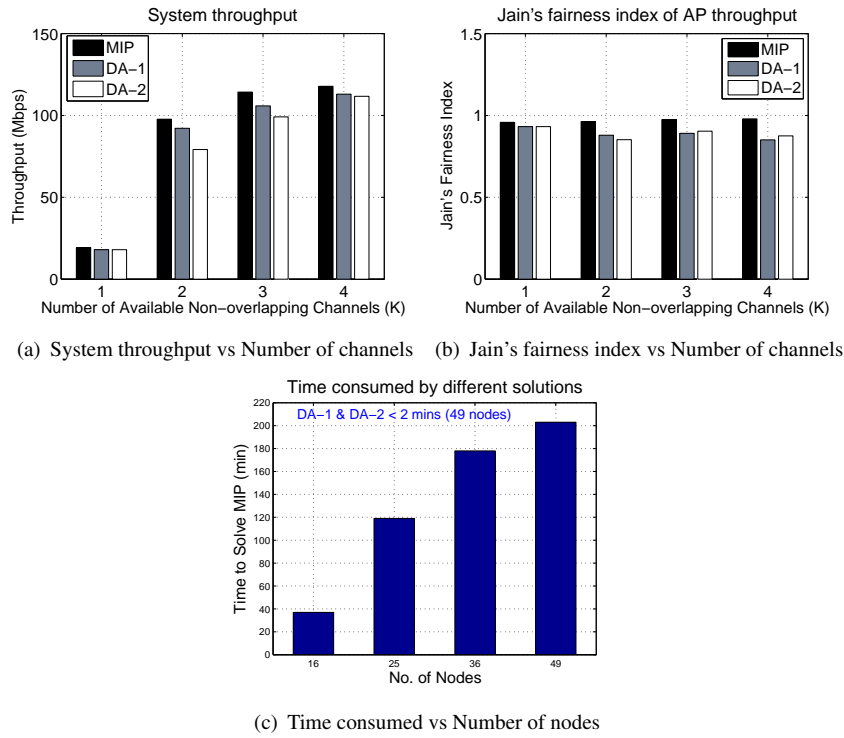 System throughput
150
100
50
0
Throughput (Mbps)
MIP
DA−1
DA−2
1 2 3 4
Number of Available Non−overlapping Channels (K)
(a) System throughput vs Number of channels
Jain's fairness index of AP throughput
1.5
1
0.5
0
Jain's Fairness Index
MIP
DA−1
DA−2
1 2 3 4
Number of Available Non−overlapping Channels (K)
(b) Jain's fairness index vs Number of channels
Time consumed by different solutions
220
200
180
160
140
120
100
80
60
40
20
0
Time to Solve MIP (min)
DA−1 & DA−2 < 2 mins (49 nodes)
16 25 36 49
No. of Nodes
(c) Time consumed vs Number of nodes